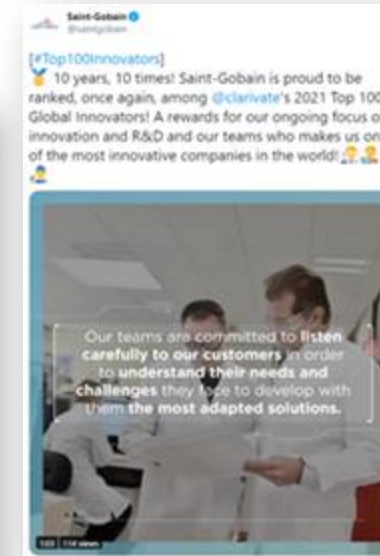 Saint-Gobain
@saintgobain
[#Top100Innovators]
10 years, 10 times! Saint-Gobain is proud to be
ranked, once again, among @clarivate's 2021 Top 100
Global Innovators! A rewards for our ongoing focus o
innovation and R&D and our teams who makes us on
of the most innovative companies in the world!
Our teams are committed to listen
carefully to our customers in order
to understand their needs and
challenges they face to develop with
them the most adapted solutions.
114 views